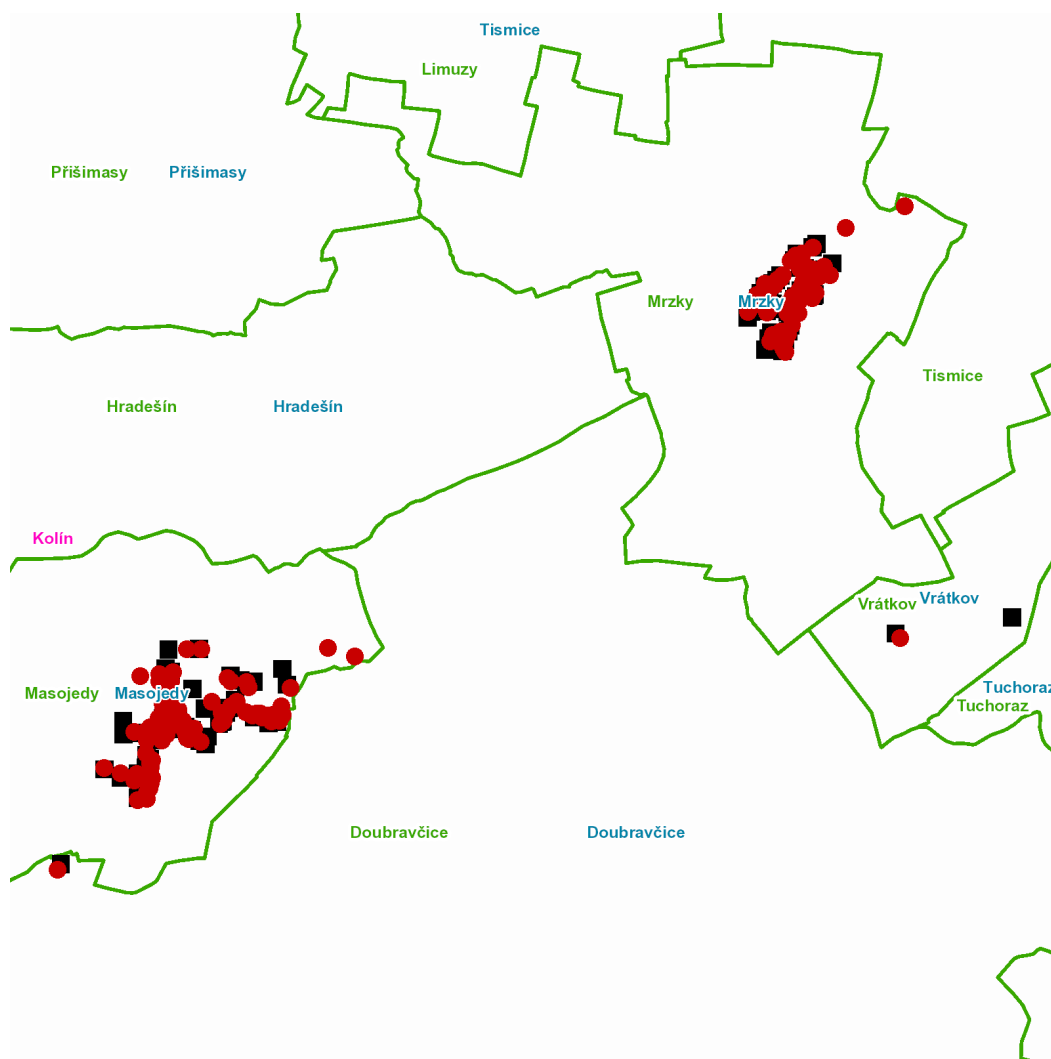 Tismice
Limuzy
Přišimasy Přišimasy
Mrzky Mrzky
Tismice
Hradešín Hradešín
Kolín
Vrátkov Vrátkov
Masojedy Masojedy
Tuchoraz
Tuchoraz
Doubravčice Doubravčice